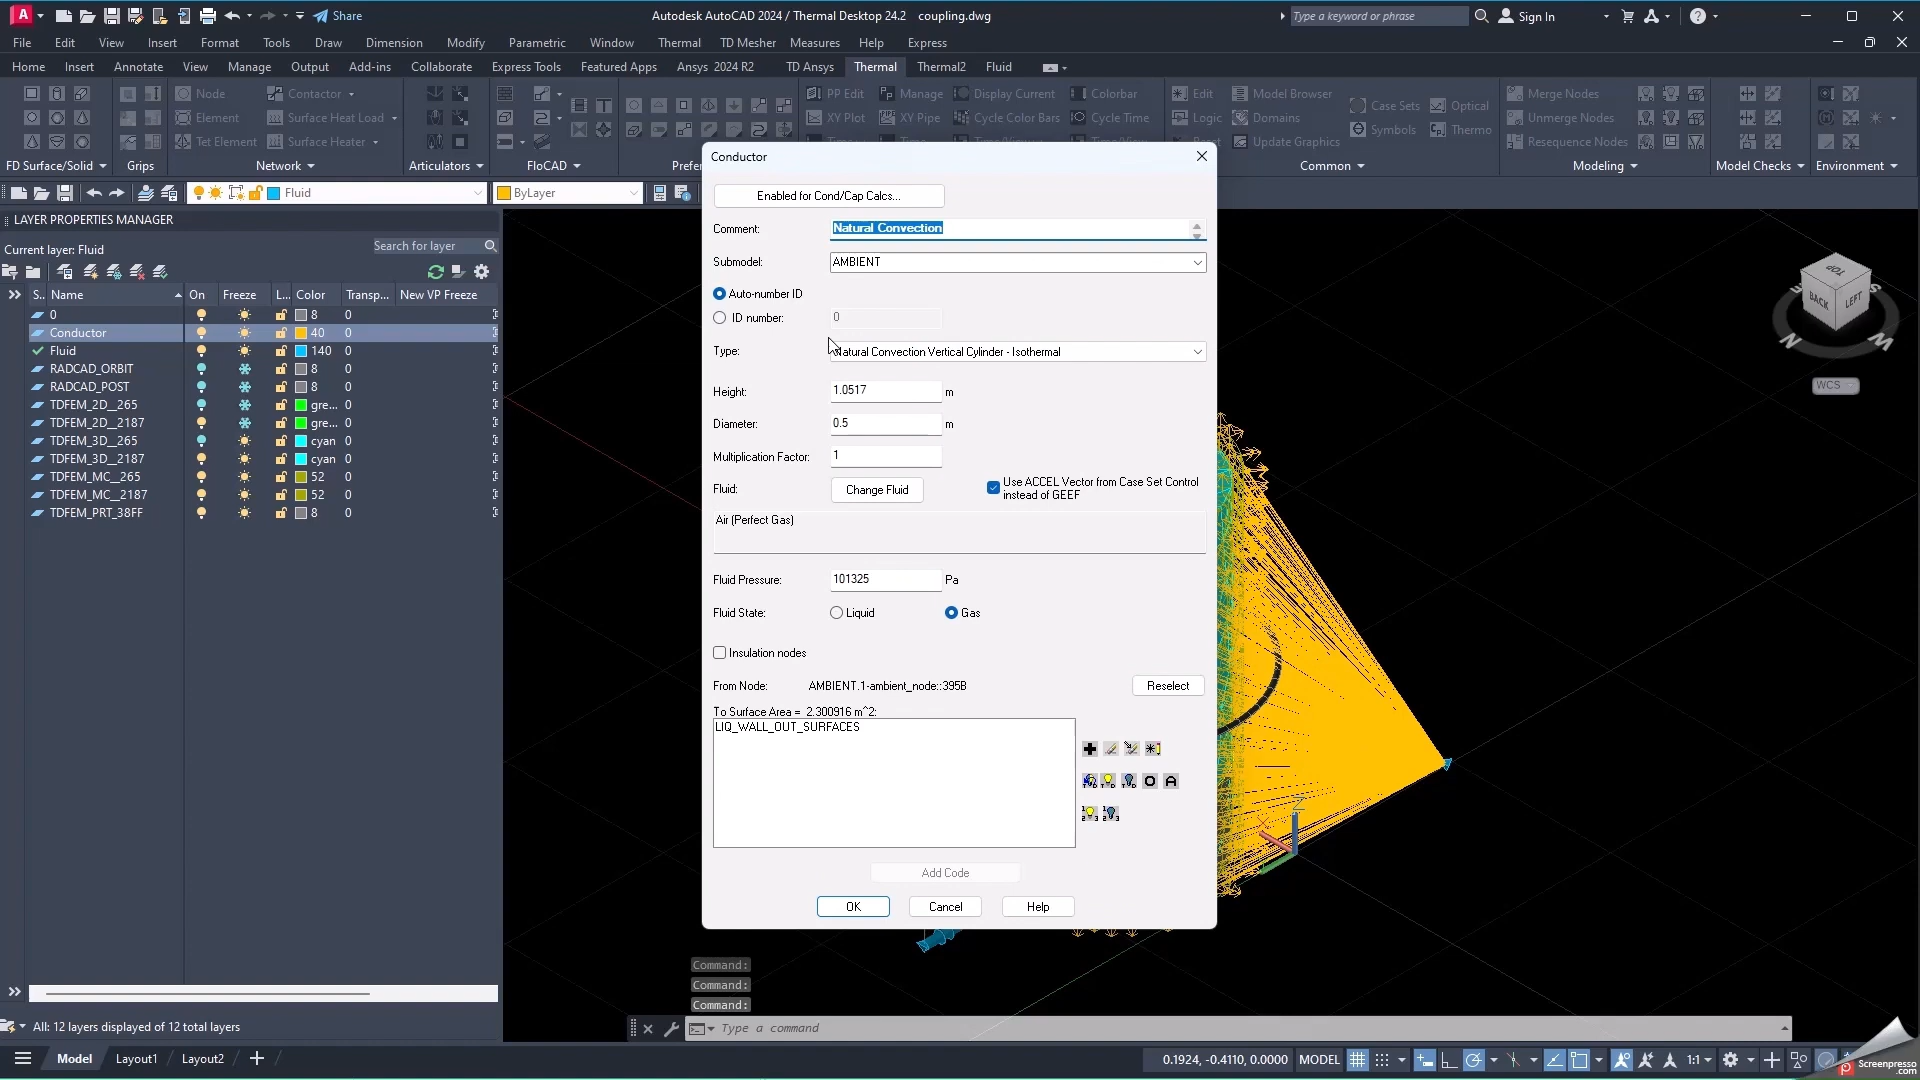 Share
Autodesk AutoCAD 2024 / Thermal Desktop 24.2 coupling.dwg
Type a keyword or phrase
Sign In
File Edit View Insert Format Tools Draw Dimension Modify Parametric Window Thermal TD Mesher Measures Help Express
Home Insert Annotate View Manage Output Add-ins Collaborate Express Tools Featured Apps Ansys 2024 R2 TD Ansys Thermal Thermal2 Fluid
Node Contactor PP Edit Manage Display Current Colorbar Edit Model Browser Merge Nodes
Case Sets Optical
Element Surface Heat Load XY Plot XY Pipe Cycle Color Bars Cycle Time Logic Domains Unmerge Nodes
Symbols Thermo
Tet Element Surface Heater Update Graphics Resequence Nodes
FD Surface/Solid Grips Network Articulators FloCAD Prefer Common Modeling Model Checks Environment
Fluid ByLayer
LAYER PROPERTIES MANAGER
Current layer: Fluid
Search for layer
S.. Name On Freeze L... Color Transp... New VP Freeze
0 8 0
Conductor 40 0
Fluid 140 0
RADCAD_ORBIT 8 0
RADCAD_POST 8 0
TDFEM_2D__265 gre... 0
TDFEM_2D__2187 gre... 0
TDFEM_3D__265 cyan 0
TDFEM_3D__2187 cyan 0
TDFEM_MC__265 52 0
TDFEM_MC__2187 52 0
TDFEM_PRT_38FF 8 0
All: 12 layers displayed of 12 total layers
Conductor
Enabled for Cond/Cap Calcs...
Comment: Natural Convection
Submodel: AMBIENT
Auto-number ID
ID number: 0
Type: Natural Convection Vertical Cylinder - Isothermal
Height: 1.0517 m
Diameter: 0.5 m
Multiplication Factor: 1
Fluid: Change Fluid
Use ACCEL Vector from Case Set Control
instead of GEEF
Air (Perfect Gas)
Fluid Pressure: 101325 Pa
Fluid State: Liquid Gas
Insulation nodes
From Node: AMBIENT.1-ambient_node::395B Reselect
To Surface Area = 2.300916 m^2:
LIQ_WALL_OUT_SURFACES
Add Code
OK Cancel Help
TOP
BACK LEFT
N
WCS
Z
Command:
Command:
Command:
Type a command
Model Layout1 Layout2
0.1924, -0.4110, 0.0000 MODEL 1:1
Screenpresso
.com